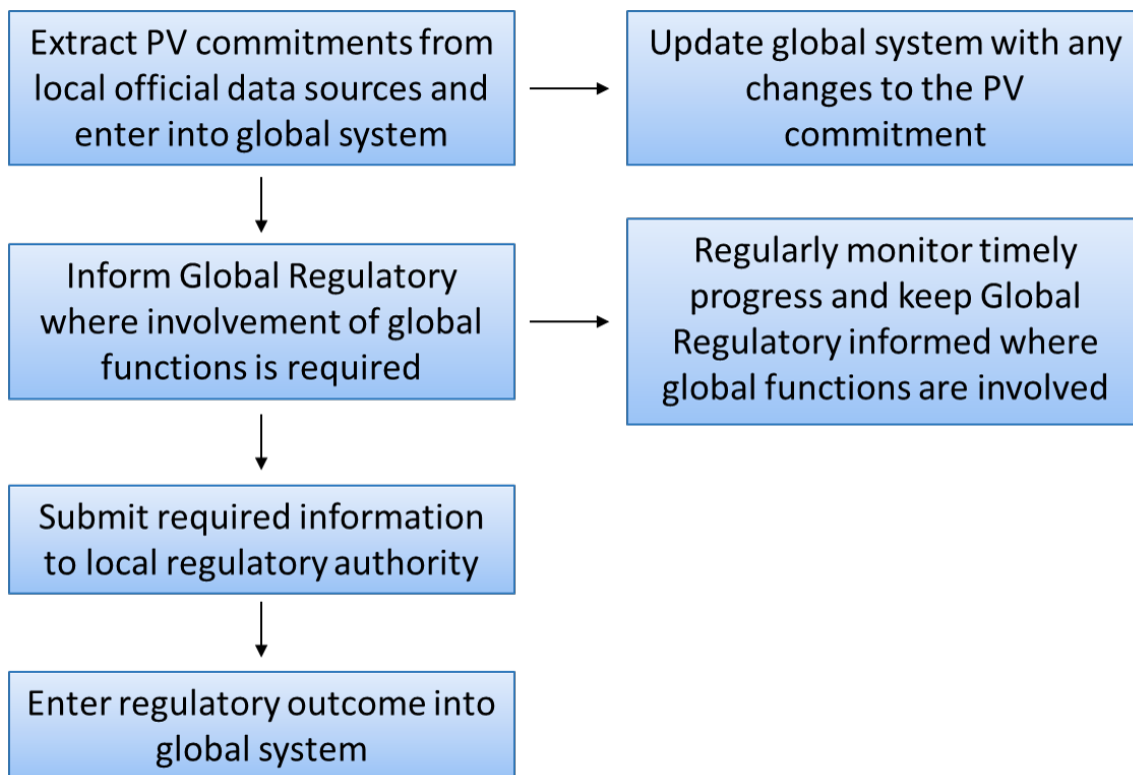 Extract PV commitments from
local official data sources and
enter into global system
Update global system with any
changes to the PV
commitment
Inform Global Regulatory
where involvement of global
functions is required
Regularly monitor timely
progress and keep Global
Regulatory informed where
global functions are involved
Submit required information
to local regulatory authority
Enter regulatory outcome into
global system